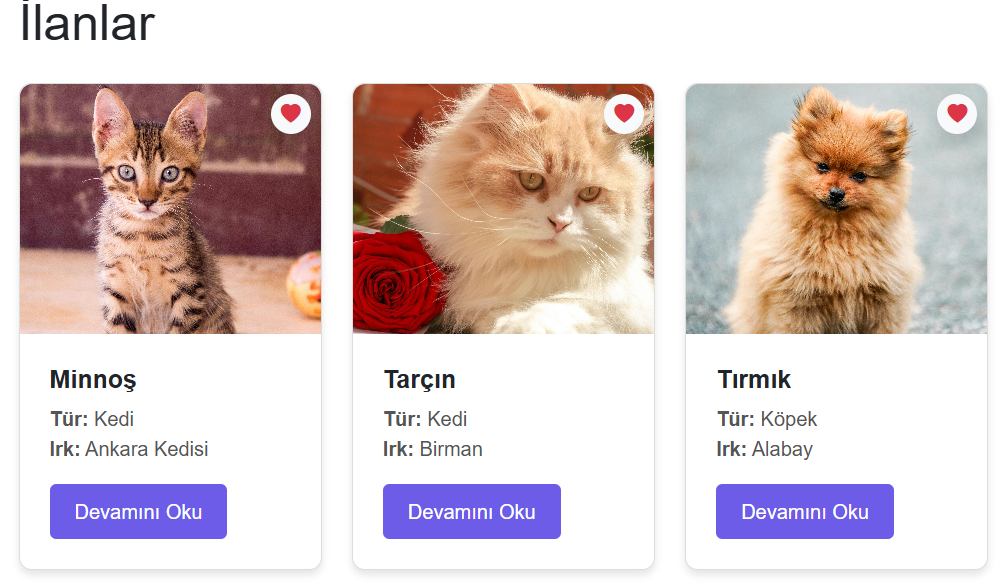 İlanlar
Minnoş
Tür: Kedi
Irk: Ankara Kedisi
Devamını Oku
Tarçın
Tür: Kedi
Irk: Birman
Devamını Oku
Tırmık
Tür: Köpek
Irk: Alabay
Devamını Oku